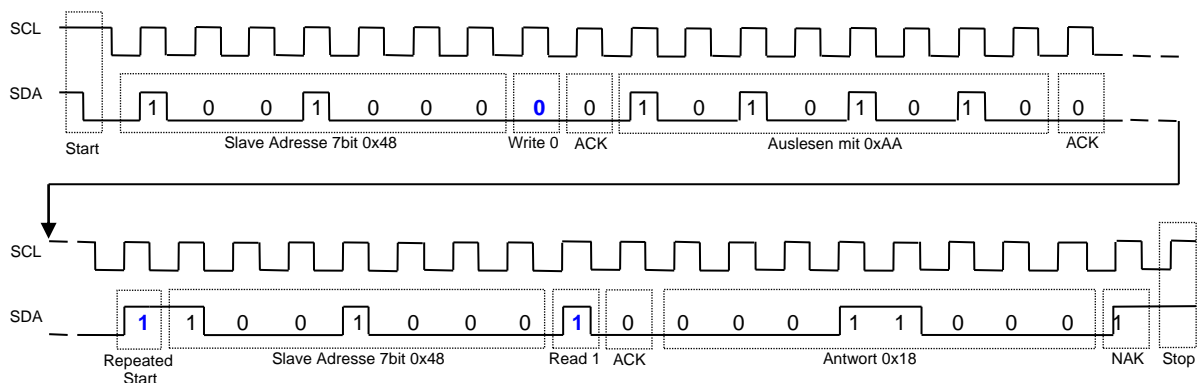 SCL
SDA
1 0 0 1 0 0 0 0 0 1 0 1 0 1 0 1 0 0
Start Slave Adresse 7bit 0x48 Write 0 ACK Auslesen mit 0xAA ACK
SCL
SDA
1 1 0 0 1 0 0 0 1 0 0 0 0 1 1 0 0 0 1
Repeated Start Slave Adresse 7bit 0x48 Read 1 ACK Antwort 0x18 NAK Stop